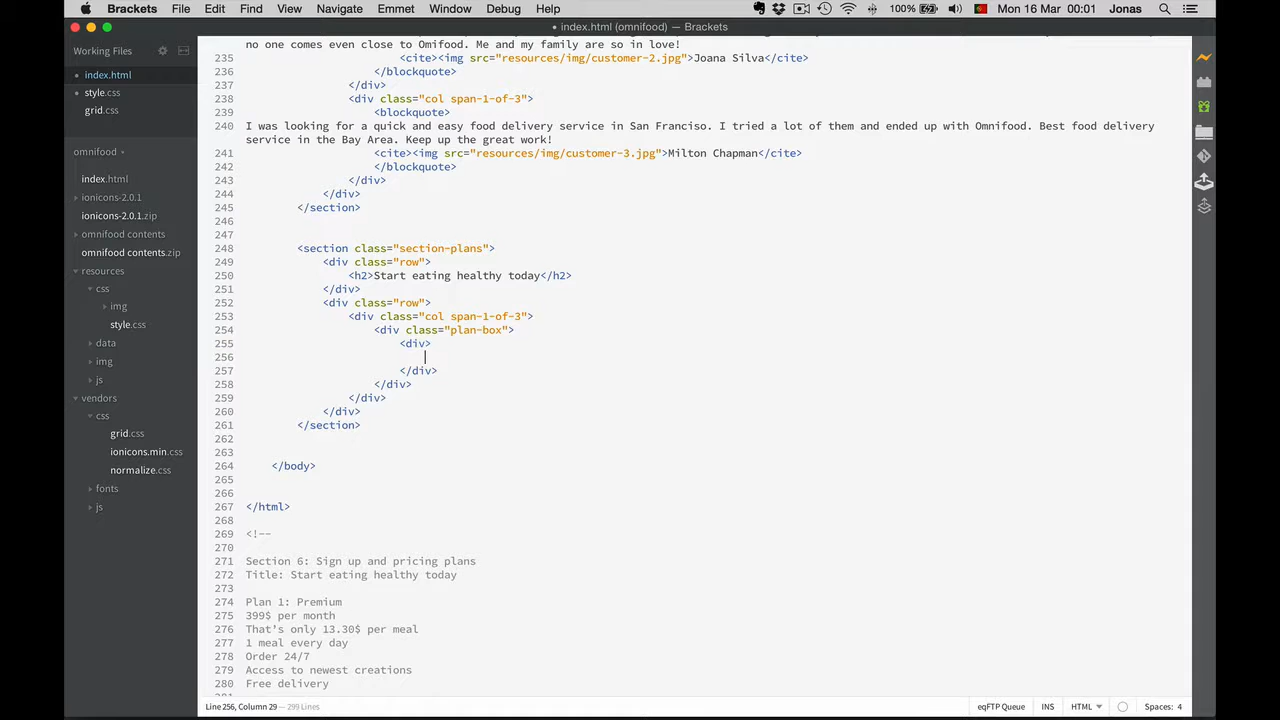 Brackets File Edit Find View Navigate Emmet Window Debug Help 100% Mon 16 Mar 00:01 Jonas
index.html (omnifood) — Brackets
Working Files
index.html
style.css
grid.css
omnifood
index.html
ionicons-2.0.1
ionicons-2.0.1.zip
omnifood contents
omnifood contents.zip
resources
css
img
style.css
data
img
js
vendors
css
grid.css
ionicons.min.css
normalize.css
fonts
js
no one comes even close to Omifood. Me and my family are so in love!
235 <cite><img src="resources/img/customer-2.jpg">Joana Silva</cite>
236 </blockquote>
237 </div>
238 <div class="col span-1-of-3">
239 <blockquote>
240 I was looking for a quick and easy food delivery service in San Franciso. I tried a lot of them and ended up with Omnifood. Best food delivery
service in the Bay Area. Keep up the great work!
241 <cite><img src="resources/img/customer-3.jpg">Milton Chapman</cite>
242 </blockquote>
243 </div>
244 </div>
245 </section>
246
247
248 <section class="section-plans">
249 <div class="row">
250 <h2>Start eating healthy today</h2>
251 </div>
252 <div class="row">
253 <div class="col span-1-of-3">
254 <div class="plan-box">
255 <div>
256
257 </div>
258 </div>
259 </div>
260 </div>
261 </section>
262
263
264 </body>
265
266
267 </html>
268
269 <!--
270
271 Section 6: Sign up and pricing plans
272 Title: Start eating healthy today
273
274 Plan 1: Premium
275 399$ per month
276 That’s only 13.30$ per meal
277 1 meal every day
278 Order 24/7
279 Access to newest creations
280 Free delivery
Line 256, Column 29 — 299 Lines eqFTP Queue INS HTML Spaces: 4